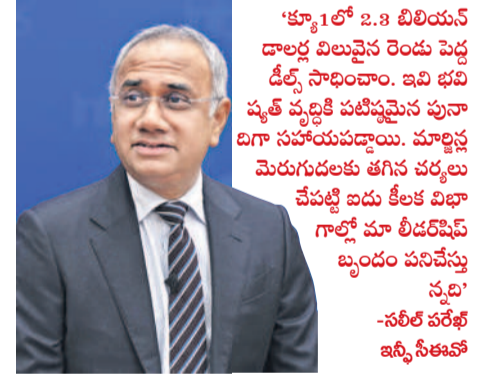 ‘క్యూ1లో 2.3 బిలియన్
డాలర్ల విలువైన రెండు పెద్ద
డీల్స్ సాధించాం. ఇవి భవి
ష్యత్ వృద్ధికి పటిష్ఠమైన పునా
దిగా సహాయపడ్డాయి. మార్జిన్ల
మెరుగుదలకు తగిన చర్యలు
చేపట్టి ఐదు కీలక విభా
గాల్లో మా లీడర్‌షిప్
బృందం పనిచేస్తు
న్నది’
-సలీల్ పరేఖ్
ఇన్ఫీ సీఈవో